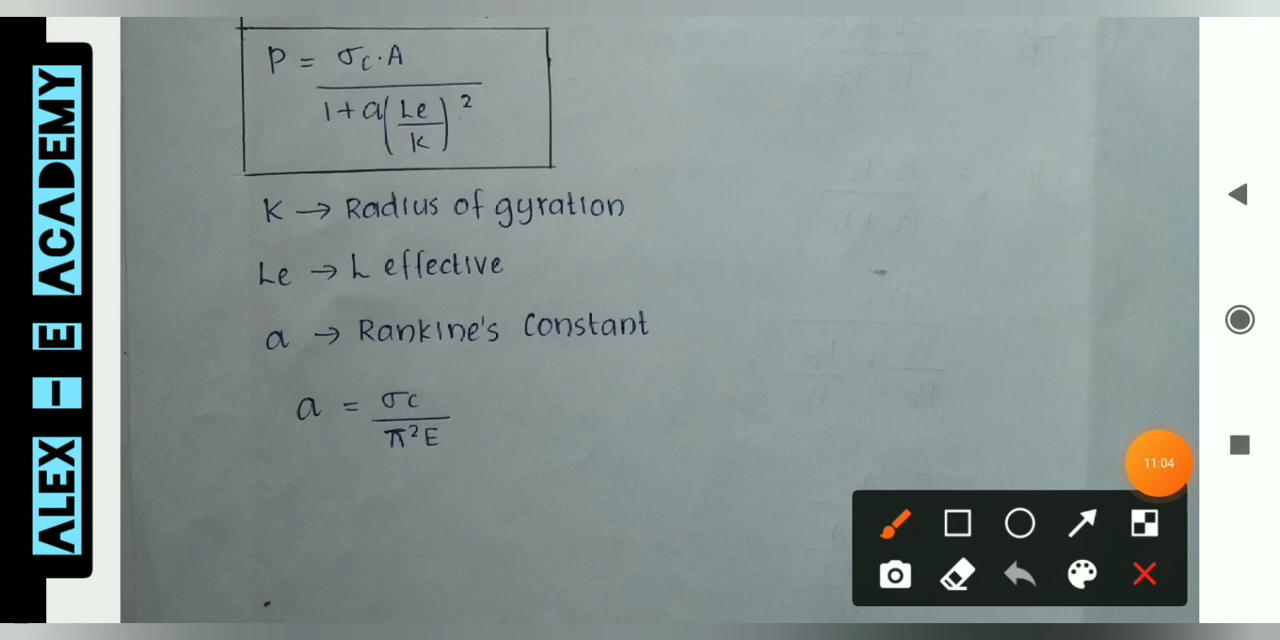 P = σc.A
1+a(Le/K)²
K → Radius of gyration
Le → L effective
a → Rankine's Constant
a = σc
π²E
ALEX - E ACADEMY
11:04